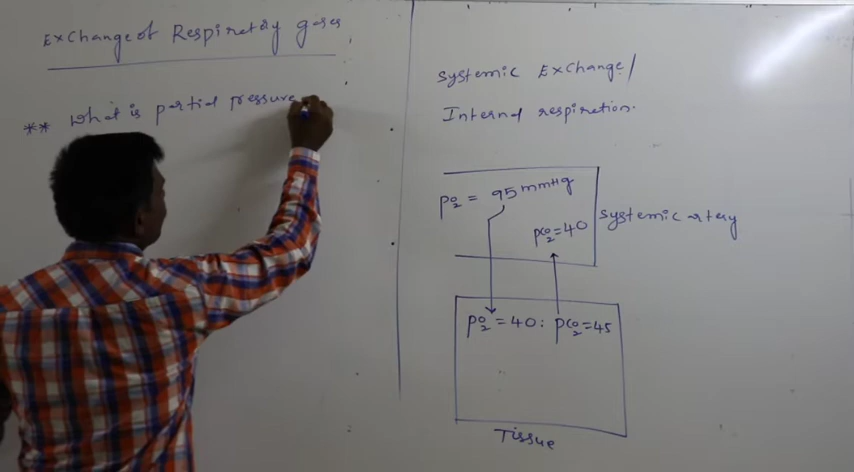 Exchange of Respiratory gases
** What is partial pressure
Systemic Exchange/
Internal respiration.
PO2 = 95 mmHg
PCO2=40
Systemic artery
PO2 = 40: PCO2=45
Tissue